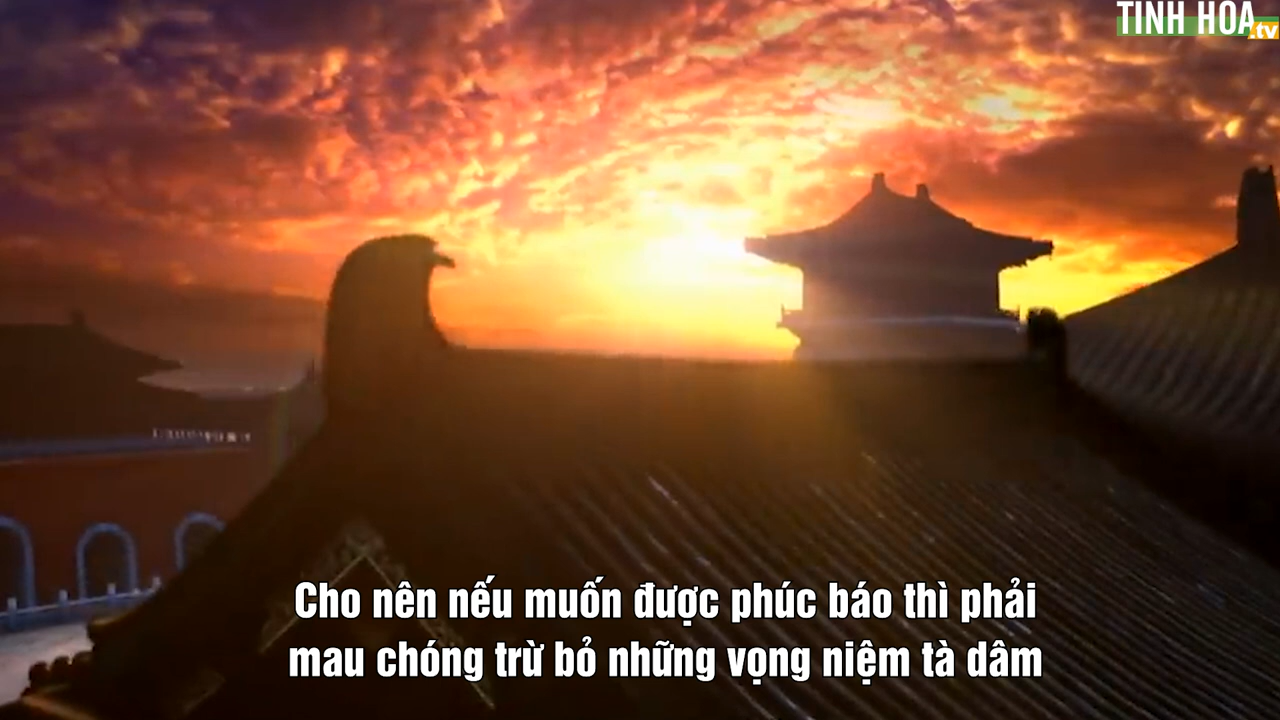 TINH HOA
.tv
Cho nên nếu muốn được phúc báo thì phải
mau chóng trừ bỏ những vọng niệm tà dâm